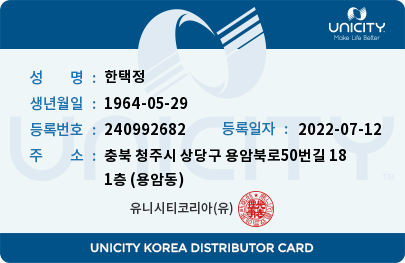 UNICITY
Make Life Better
성 명 : 한택정
생년월일 : 1964-05-29
등록번호 : 240992682 등록일자 : 2022-07-12
주 소 : 충북 청주시 상당구 용암북로50번길 18
1층 (용암동)
UNICITY
유니시티코리아(유)
UNICITY KOREA DISTRIBUTOR CARD